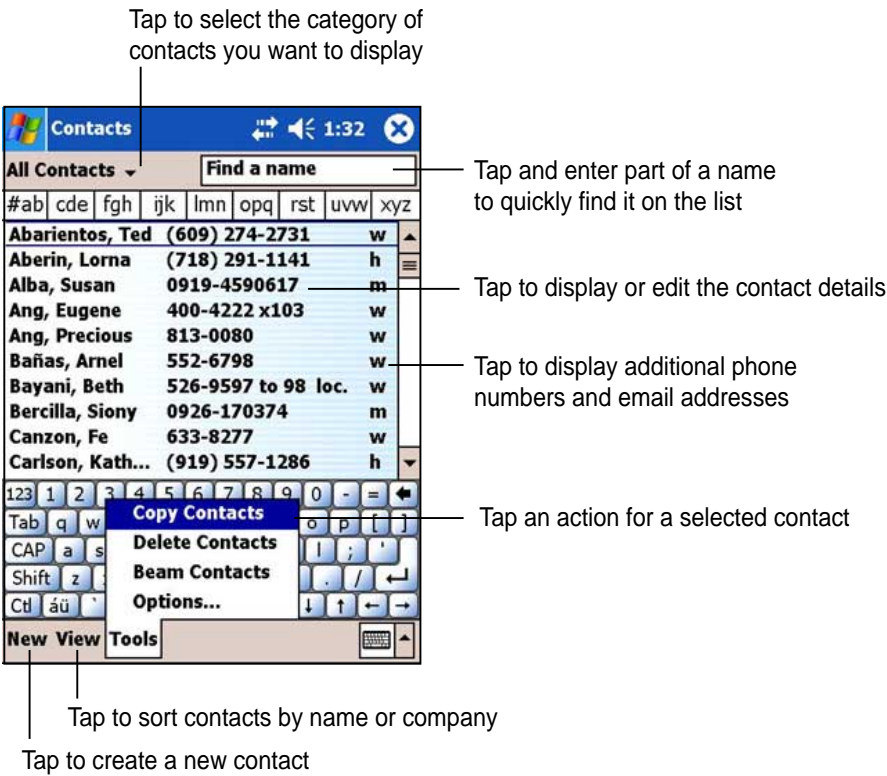 Tap to select the category of
contacts you want to display
Contacts 1:32
All Contacts Find a name
Tap and enter part of a name
to quickly find it on the list
#ab cde fgh ijk lmn opq rst uvw xyz
Abarientos, Ted (609) 274-2731 w
Aberin, Lorna (718) 291-1141 h
Alba, Susan 0919-4590617 m
Tap to display or edit the contact details
Ang, Eugene 400-4222 x103 w
Ang, Precious 813-0080 w
Bañas, Arnel 552-6798 w
Tap to display additional phone
numbers and email addresses
Bayani, Beth 526-9597 to 98 loc. w
Bercilla, Siony 0926-170374 m
Canzon, Fe 633-8277 w
Carlson, Kath... (919) 557-1286 h
123 1 2 3 4 5 6 7 8 9 0 - =
Tab q w o p [ ]
CAP a s l ; '
Shift z . /
Ctl áü `
Copy Contacts
Tap an action for a selected contact
Delete Contacts
Beam Contacts
Options...
New View Tools
Tap to sort contacts by name or company
Tap to create a new contact